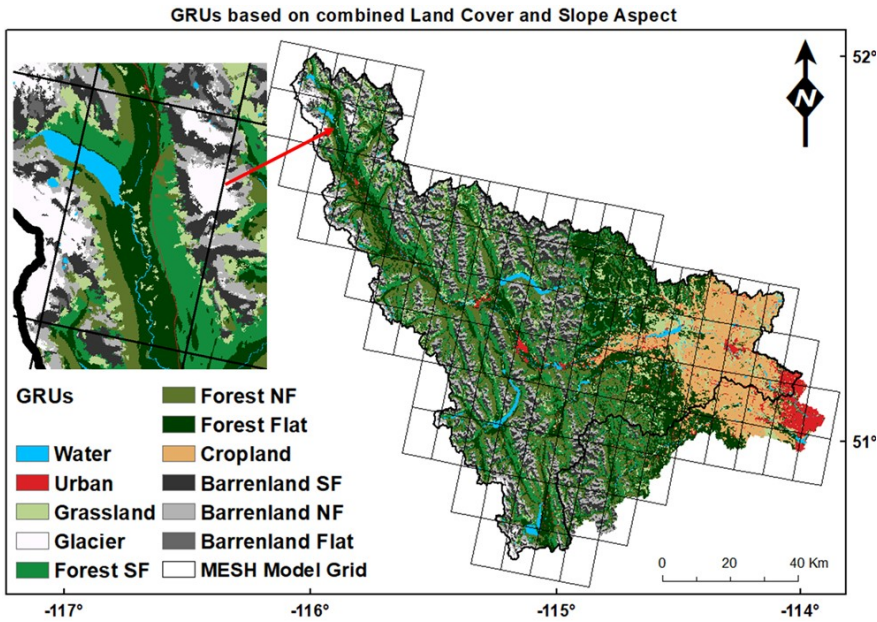 GRUs based on combined Land Cover and Slope Aspect
52°
N
GRUs
Forest NF
Forest Flat
Water
Cropland
51°
Urban
Barrenland SF
Grassland
Barrenland NF
Glacier
Barrenland Flat
0 20 40 Km
Forest SF
MESH Model Grid
-117° -116° -115° -114°